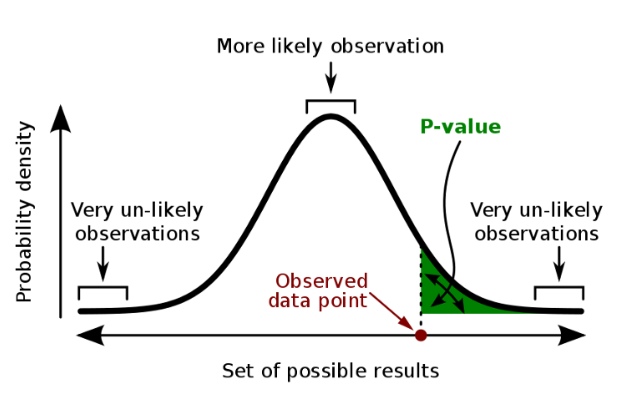 More likely observation
P-value
Probability density
Very un-likely
observations
Very un-likely
observations
Observed
data point
Set of possible results